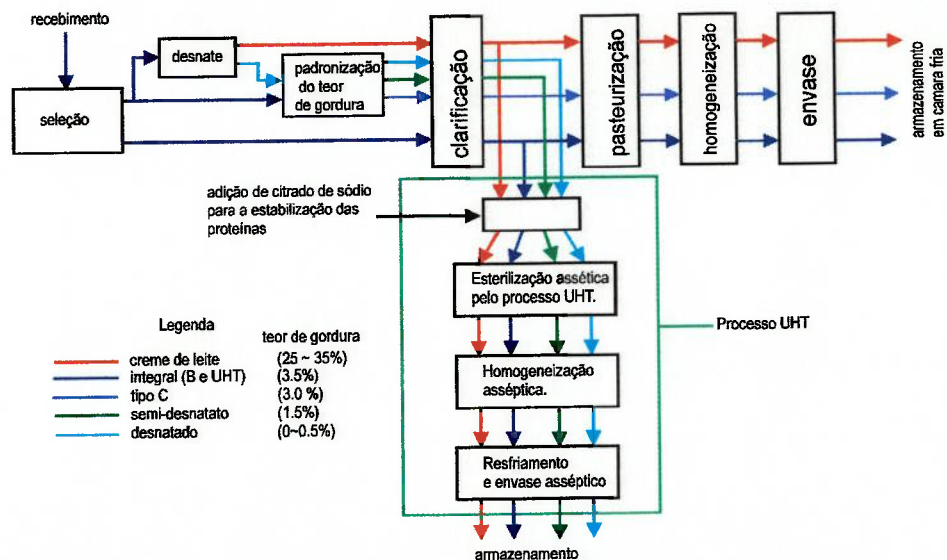 recebimento
desnate
padronização
do teor
de gordura
seleção
clarificação
pasteurização
homogeneização
envase
armazenamento
em camara fria
adição de citrado de sódio
para a estabilização das
proteínas
Esterilização assética
pelo processo UHT.
Processo UHT
Homogeneização
asséptica.
Resfriamento
e envase asséptico
armazenamento
Legenda
teor de gordura
creme de leite (25 ~ 35%)
integral (B e UHT) (3.5%)
tipo C (3.0 %)
semi-desnatato (1.5%)
desnatado (0~0.5%)